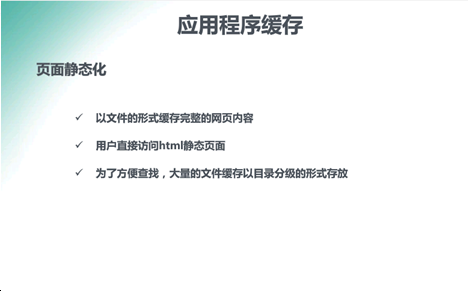 应用程序缓存
页面静态化
✓ 以文件的形式缓存完整的网页内容
✓ 用户直接访问html静态页面
✓ 为了方便查找，大量的文件缓存以目录分级的形式存放